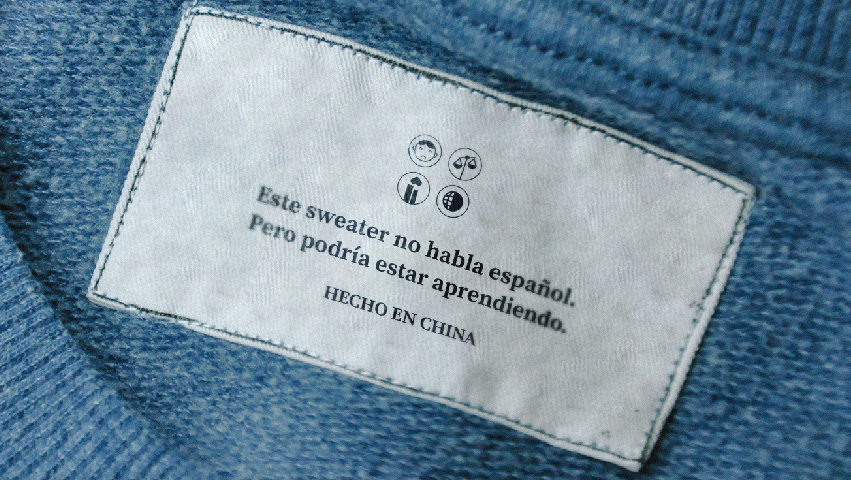 Este sweater no habla español.
Pero podría estar aprendiendo.
HECHO EN CHINA